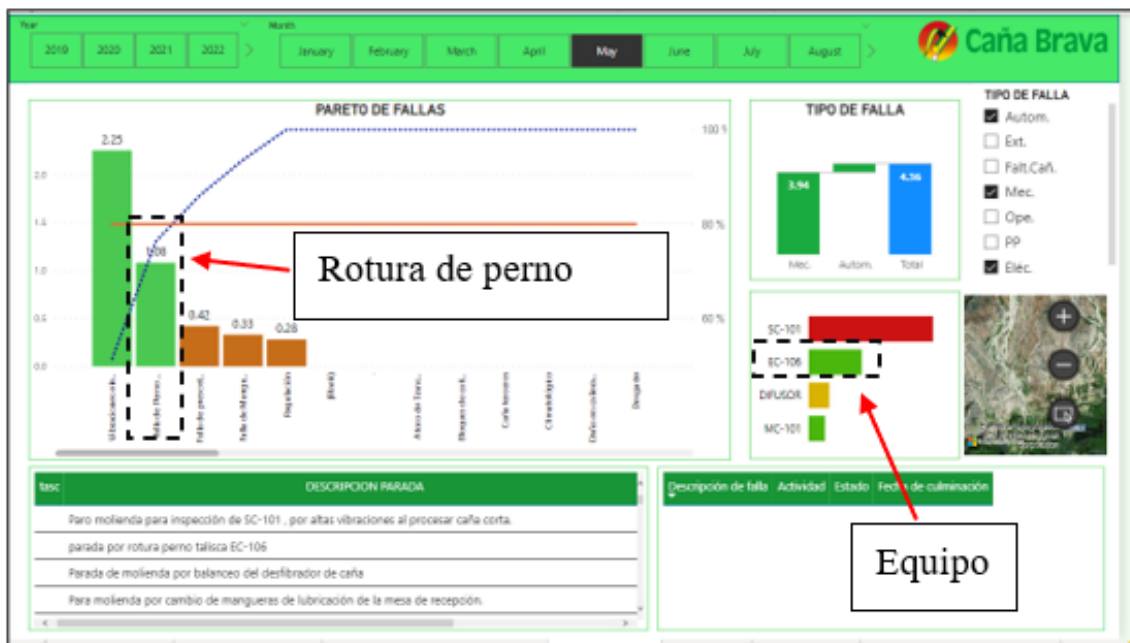 Year
Month
2019
2020
2021
2022
January
February
March
April
May
June
July
August
Caña Brava
PARETO DE FALLAS
2.25
1.08
0.42
0.33
0.28
2.0
1.5
1.0
0.5
0.0
100 %
80 %
60 %
Rotura de perno
Regulación
(Blank)
Caña
Climatológico
Desgaste
TIPO DE FALLA
3.94
4.36
Mec.
Autom.
Total
TIPO DE FALLA
Autom.
Ext.
Falt.Cañ.
Mec.
Ope.
PP
Eléc.
SC-101
EC-106
DIFUSOR
MC-101
Equipo
tasc
DESCRIPCION PARADA
Paro molienda para inspección de SC-101 , por altas vibraciones al procesar caña corta.
parada por rotura perno talisca EC-106
Parada de molienda por balanceo del desfibrador de caña
Para molienda por cambio de mangueras de lubricación de la mesa de recepción.
Descripción de falla Actividad Estado Fecha de culminación